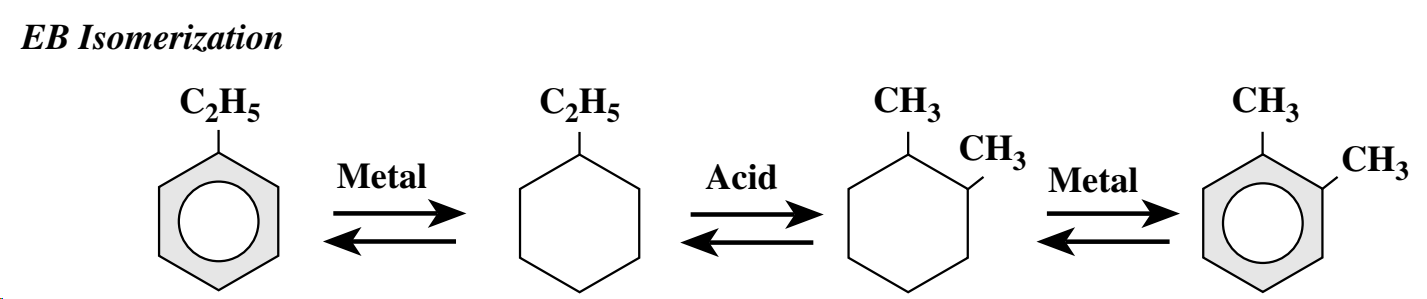 EB Isomerization
C₂H₅
C₂H₅
CH₃
CH₃
CH₃
CH₃
Metal
Acid
Metal